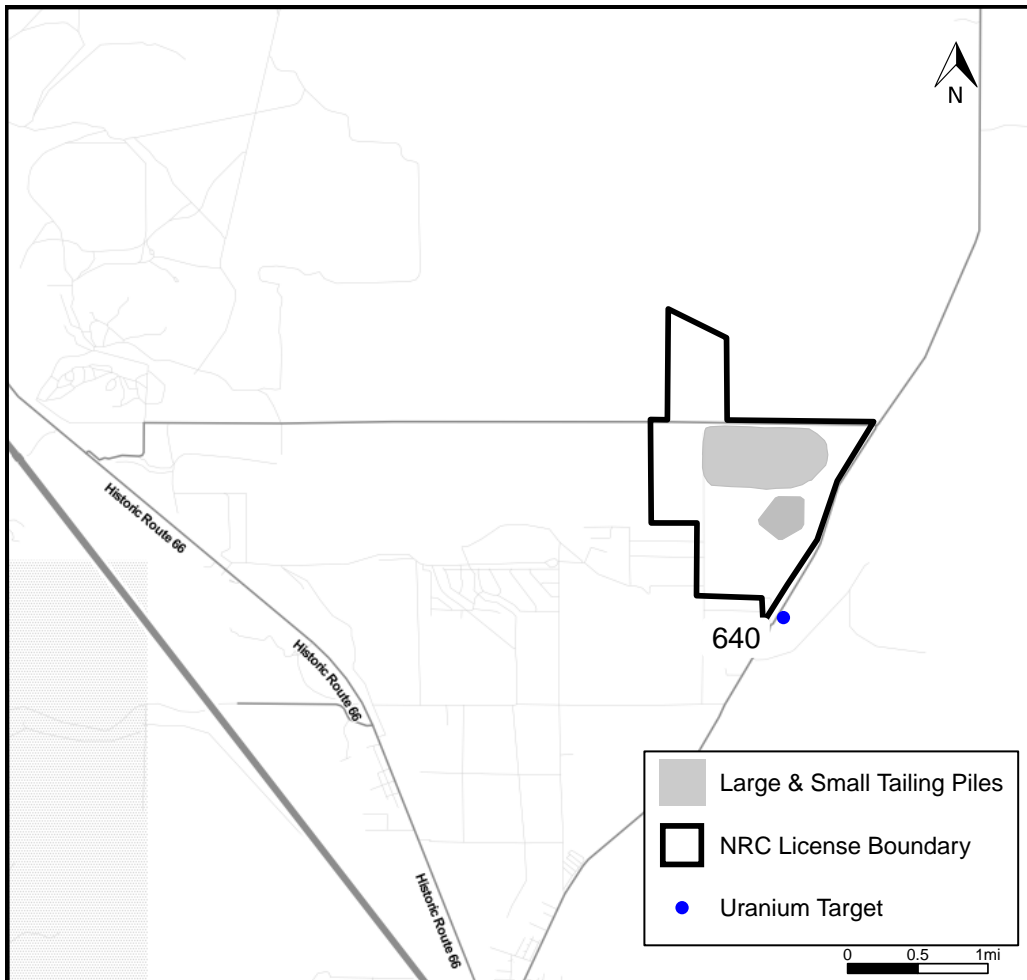 N
Historic Route 66
Historic Route 66
640
Historic Route 66
Large & Small Tailing Piles
NRC License Boundary
Uranium Target
0 0.5 1mi